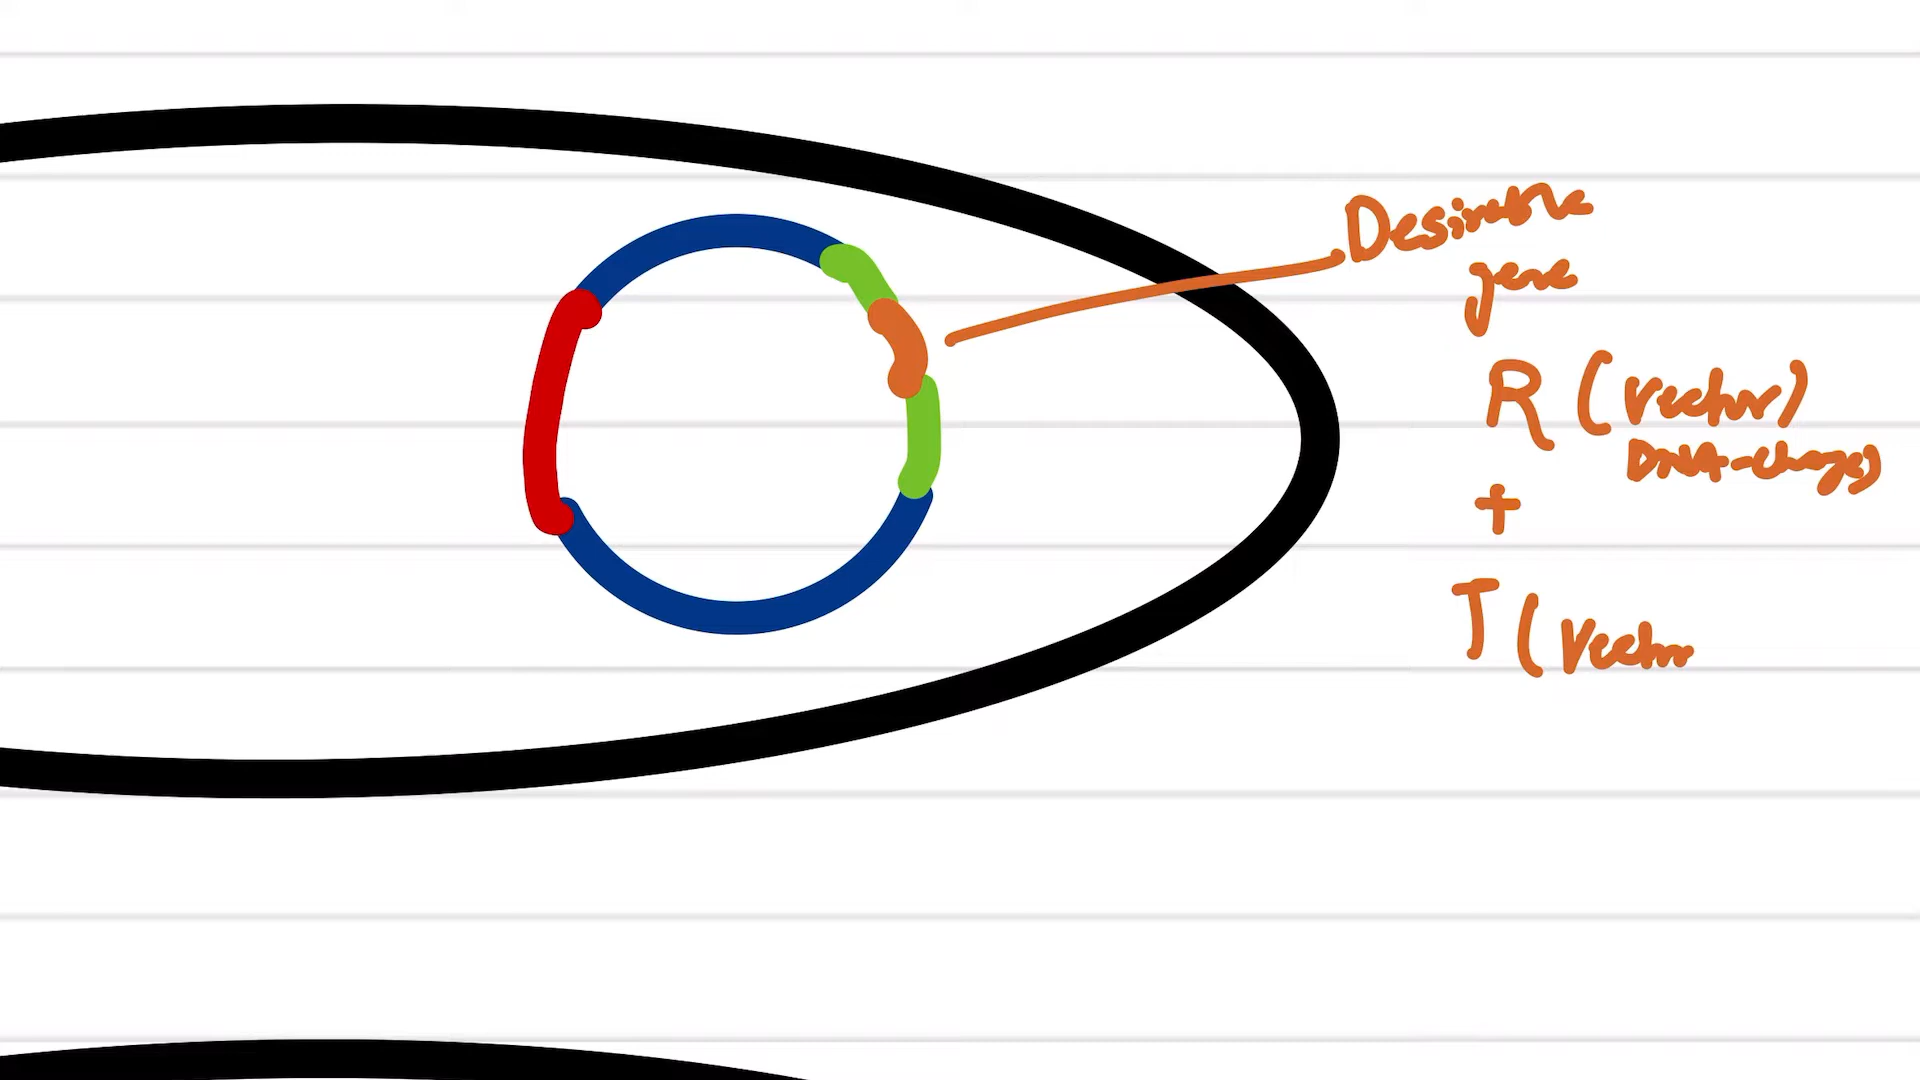 Desirable
gene
R (Vector)
DNA-changes)
+
T (Vector